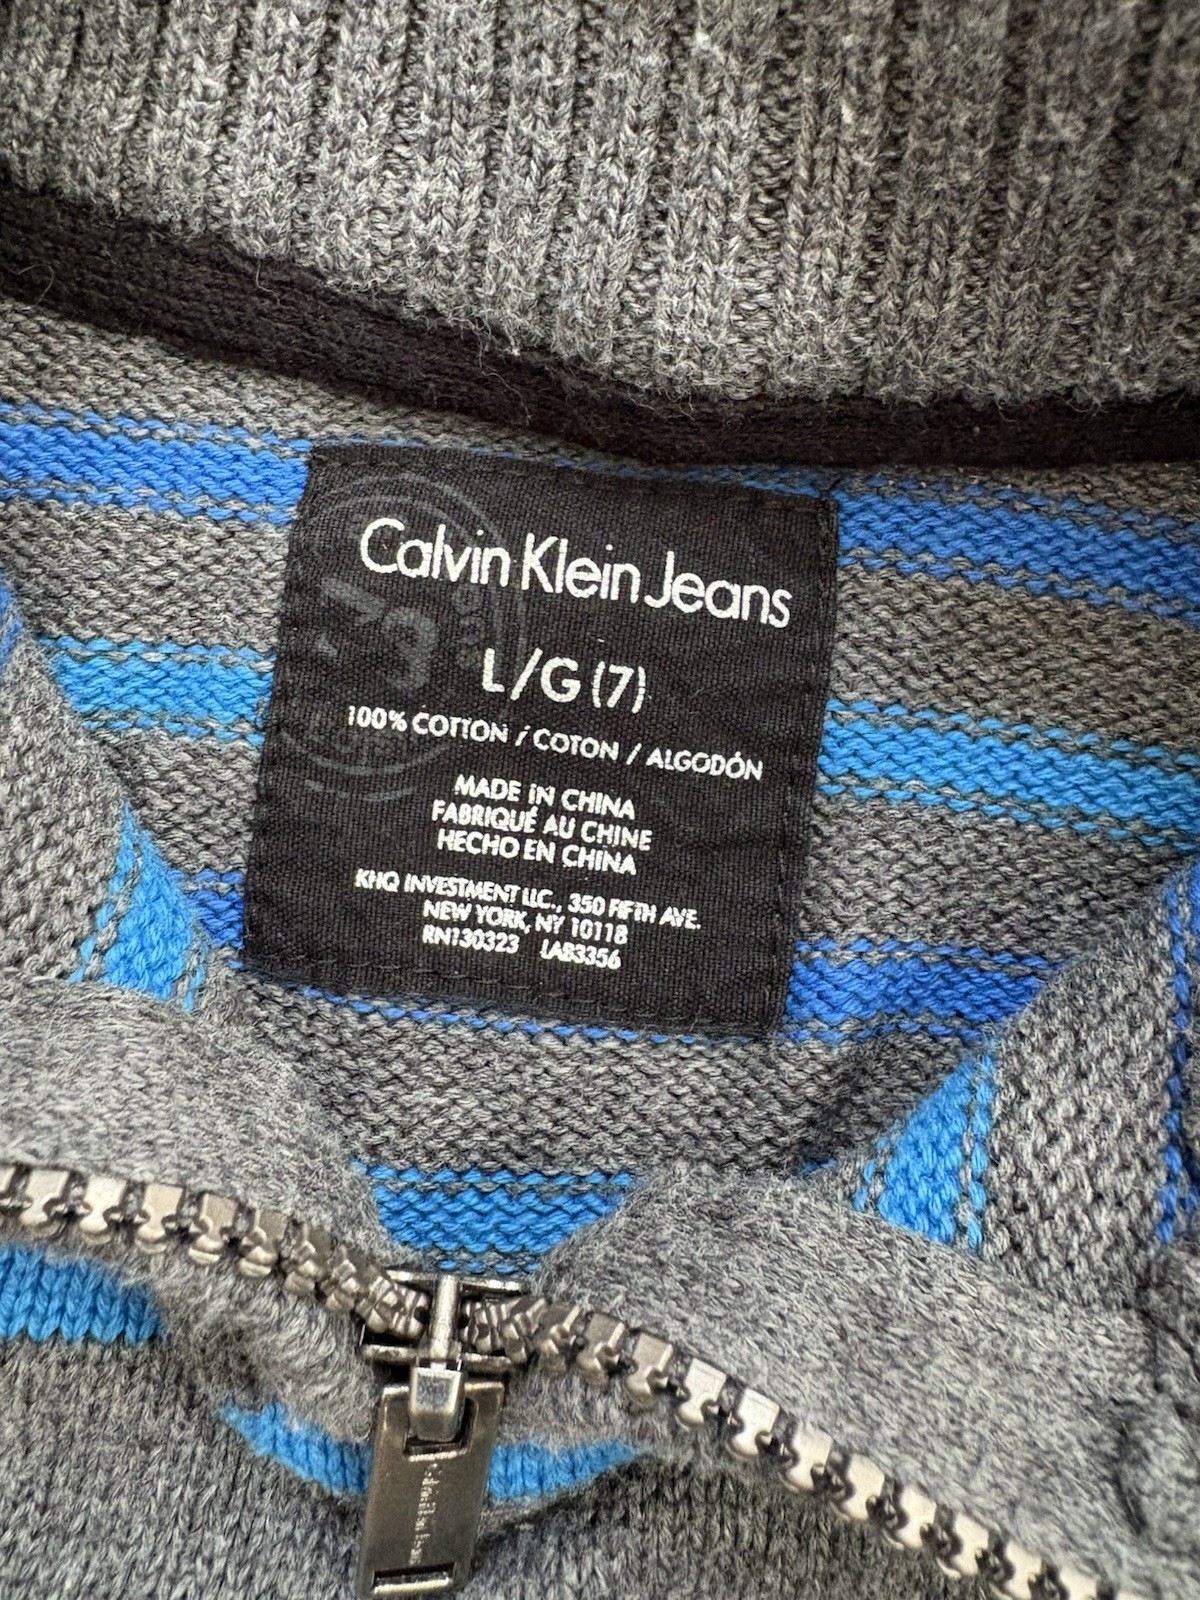 Calvin Klein Jeans
L/G (7)
100% COTTON / COTON / ALGODÓN
MADE IN CHINA
FABRIQUÉ AU CHINE
HECHO EN CHINA
KHQ INVESTMENT LLC., 350 FIFTH AVE.
NEW YORK, NY 10118
RN130323 LAB3356